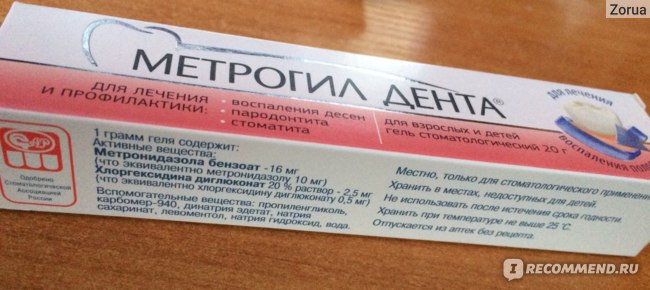 Zorua
МЕТРОГИЛ ДЕНТА®
ДЛЯ ЛЕЧЕНИЯ
И ПРОФИЛАКТИКИ:
воспаления десен
пародонтита
стоматита
для взрослых и детей
гель стоматологический 20 г
для лечения
воспаления
Одобрено
Стоматологической
Ассоциацией
России
1 грамм геля содержит:
Активные вещества:
Метронидазола бензоат -16 мг
(что эквивалентно метронидазолу 10 мг)
Хлоргексидина диглюконат 20 % раствор - 2,5 мг
(что эквивалентно хлоргексидину диглюконату 0,5 мг)
Вспомогательные вещества: пропиленгликоль,
карбомер-940, динатрия эдетат, натрия
сахаринат, левоментол, натрия гидроксид, вода.
Местно, только для стоматологического применения
Хранить в местах, недоступных для детей.
Не использовать после истечения срока годности.
Хранить при температуре не выше 25 °С.
Отпускается из аптек без рецепта.
I RECOMMEND.RU